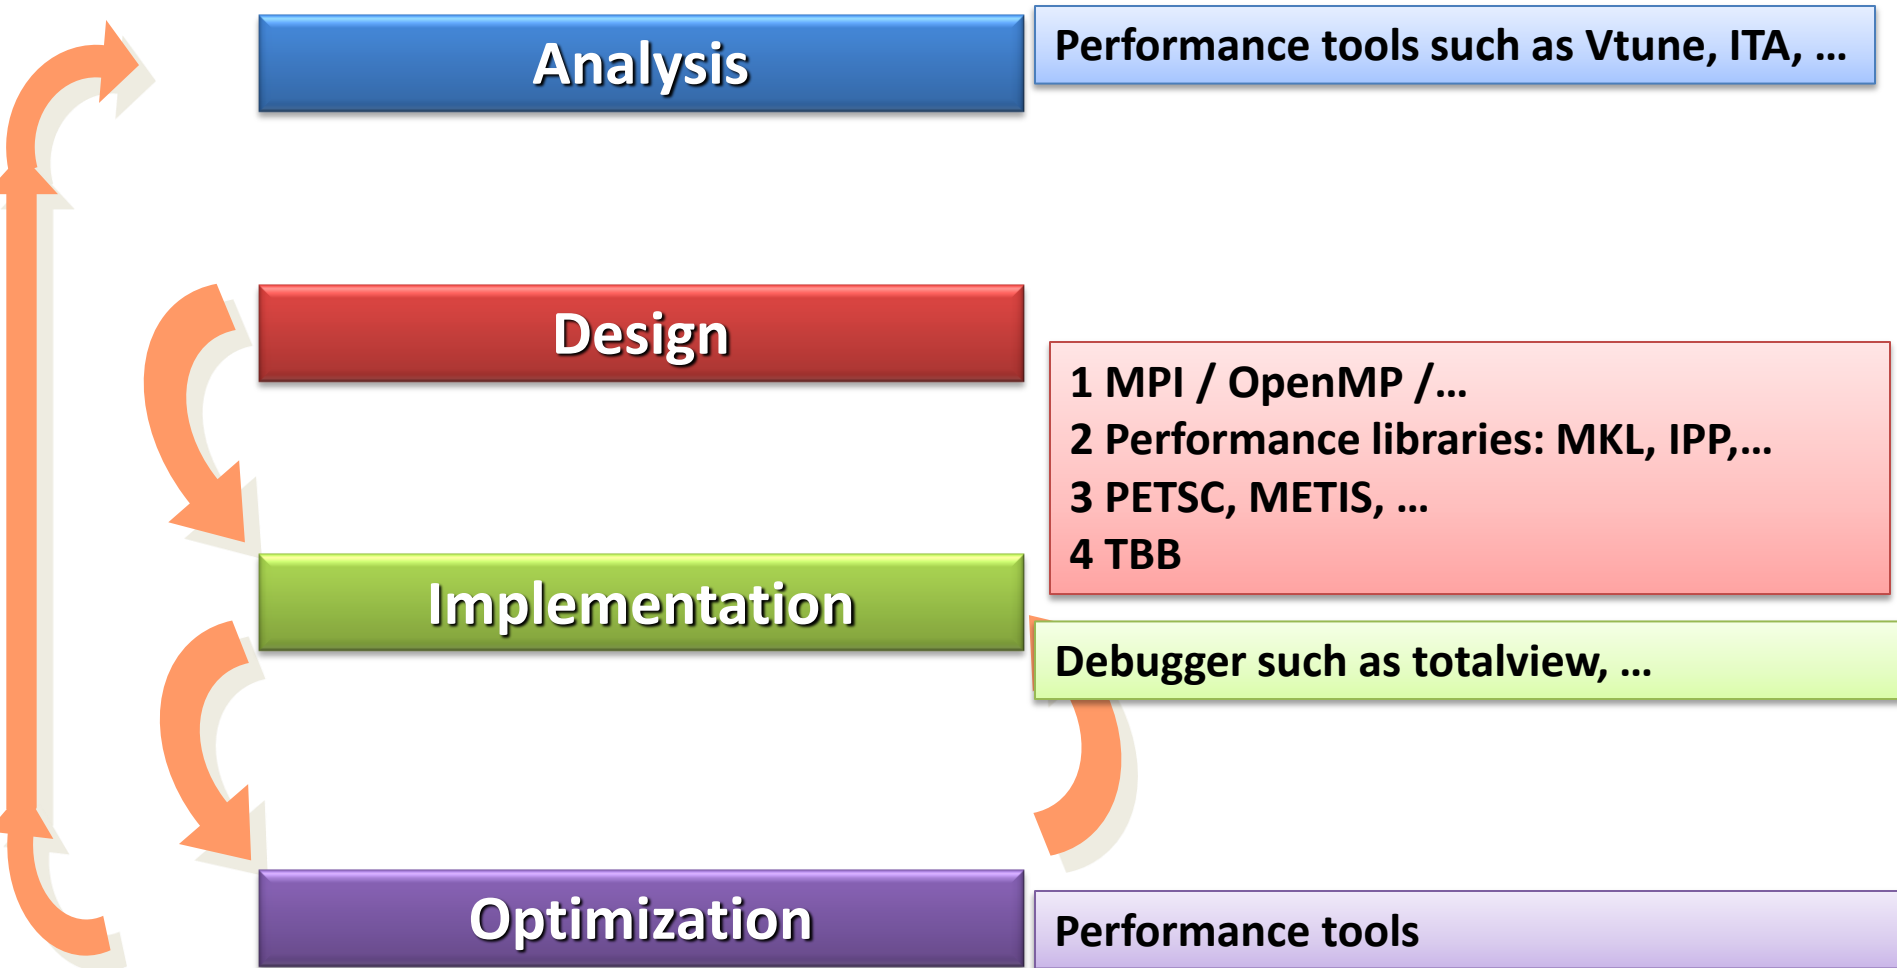 Analysis
Performance tools such as Vtune, ITA, …
Design
1 MPI / OpenMP /…
2 Performance libraries: MKL, IPP,…
3 PETSC, METIS, …
4 TBB
Implementation
Debugger such as totalview, …
Optimization
Performance tools